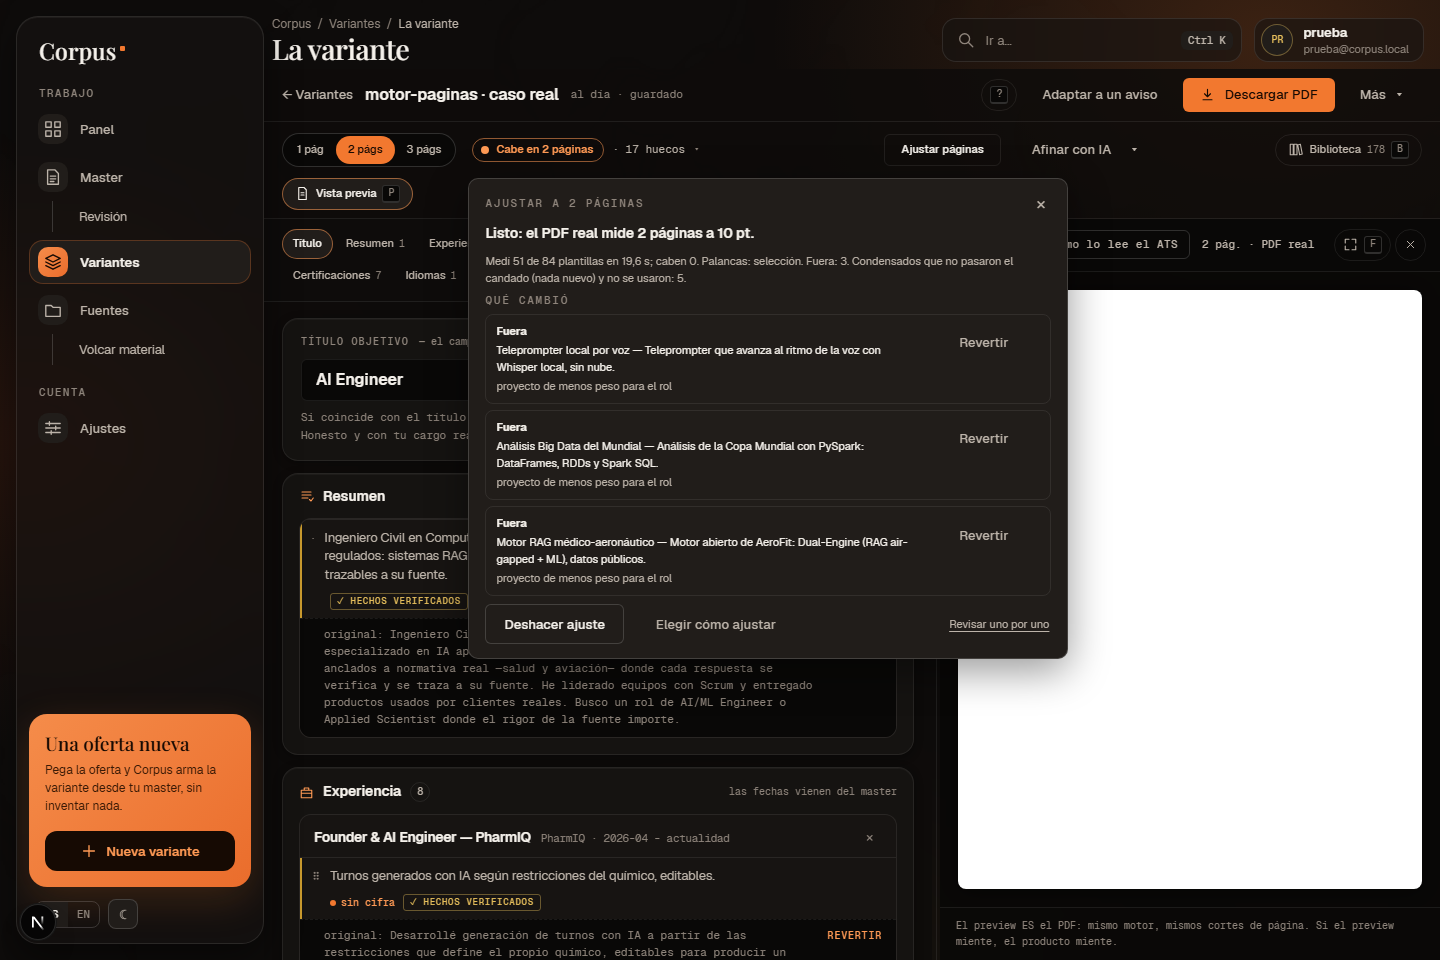 Corpus
TRABAJO
Panel
Master
Revisión
Variantes
Fuentes
Volcar material
CUENTA
Ajustes
Una oferta nueva
Pega la oferta y Corpus arma la
variante desde tu master, sin
inventar nada.
Nueva variante
EN
N
Corpus / Variantes / La variante
La variante
Ir a…
Ctrl K
PR
prueba
prueba@corpus.local
← Variantes
motor-paginas · caso real
al día · guardado
?
Adaptar a un aviso
Descargar PDF
Más
1 pág
2 págs
3 págs
Cabe en 2 páginas
· 17 huecos
Ajustar páginas
Afinar con IA
Biblioteca 178 B
Vista previa P
Título
Resumen 1
Certificaciones 7
Idiomas 1
lo lee el ATS
2 pág. · PDF real
F
AJUSTAR A 2 PÁGINAS
Listo: el PDF real mide 2 páginas a 10 pt.
Medí 51 de 84 plantillas en 19,6 s; caben 0. Palancas: selección. Fuera: 3. Condensados que no pasaron el
candado (nada nuevo) y no se usaron: 5.
QUÉ CAMBIÓ
Fuera
Teleprompter local por voz — Teleprompter que avanza al ritmo de la voz con
Whisper local, sin nube.
proyecto de menos peso para el rol
Revertir
Fuera
Análisis Big Data del Mundial — Análisis de la Copa Mundial con PySpark:
DataFrames, RDDs y Spark SQL.
proyecto de menos peso para el rol
Revertir
Fuera
Motor RAG médico-aeronáutico — Motor abierto de AeroFit: Dual-Engine (RAG air-
gapped + ML), datos públicos.
proyecto de menos peso para el rol
Revertir
Deshacer ajuste
Elegir cómo ajustar
Revisar uno por uno
TÍTULO OBJETIVO — el
AI Engineer
Si coincide con el título
Honesto y con tu cargo
Resumen
Ingeniero Civil en
regulados: sistemas RAG
trazables a su fuente.
✓ HECHOS VERIFICADOS
original: Ingeniero
especializado en IA
anclados a normativa real —salud y aviación— donde cada respuesta se
verifica y se traza a su fuente. He liderado equipos con Scrum y entregado
productos usados por clientes reales. Busco un rol de AI/ML Engineer o
Applied Scientist donde el rigor de la fuente importe.
Experiencia 8
las fechas vienen del master
Founder & AI Engineer — PharmIQ
PharmIQ · 2026-04 – actualidad
Turnos generados con IA según restricciones del químico, editables.
sin cifra
✓ HECHOS VERIFICADOS
original: Desarrollé generación de turnos con IA a partir de las
restricciones que define el propio químico, editables para producir un
REVERTIR
El preview ES el PDF: mismo motor, mismos cortes de página. Si el preview
miente, el producto miente.